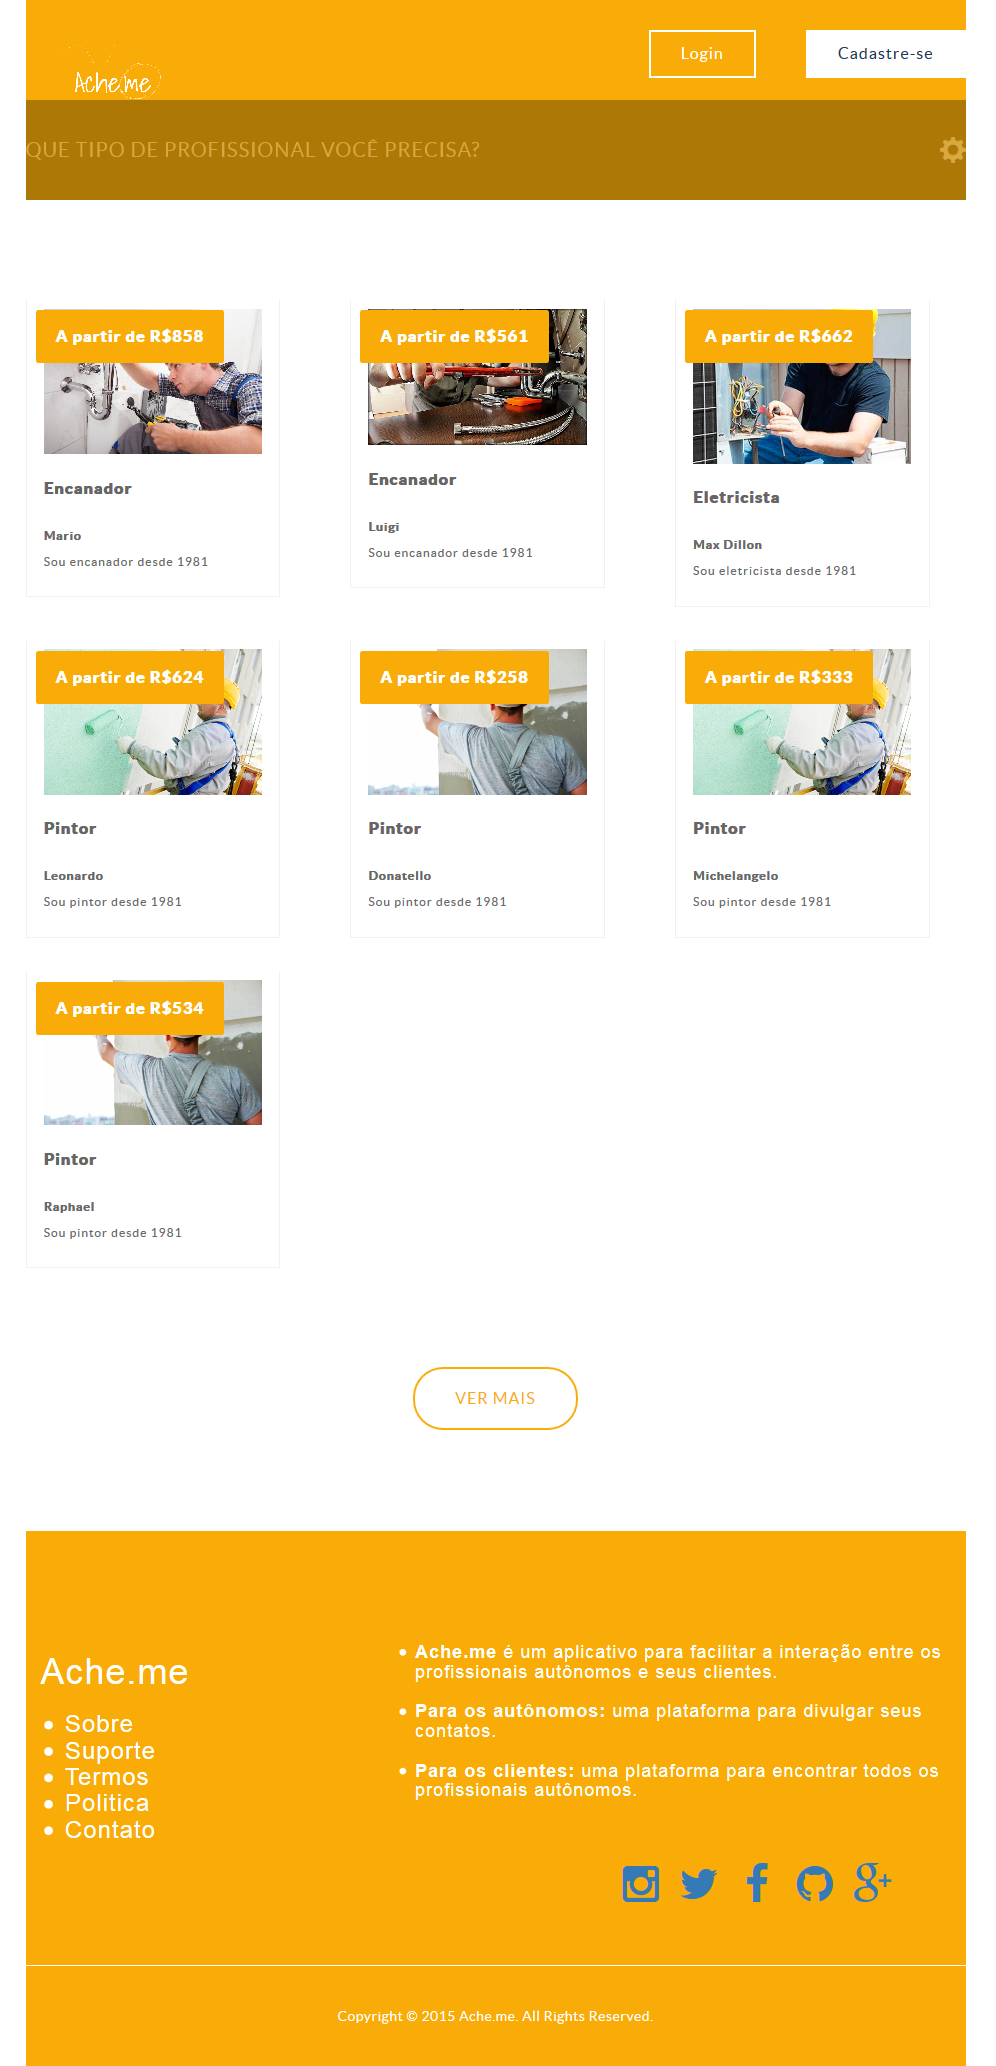 Ache.me
Login
Cadastre-se
QUE TIPO DE PROFISSIONAL VOCÊ PRECISA?
A partir de R$858
A partir de R$561
A partir de R$662
Encanador
Mario
Sou encanador desde 1981
Encanador
Luigi
Sou encanador desde 1981
Eletricista
Max Dillon
Sou eletricista desde 1981
A partir de R$624
A partir de R$258
A partir de R$333
Pintor
Leonardo
Sou pintor desde 1981
Pintor
Donatello
Sou pintor desde 1981
Pintor
Michelangelo
Sou pintor desde 1981
A partir de R$534
Pintor
Raphael
Sou pintor desde 1981
VER MAIS
Ache.me
• Sobre
• Suporte
• Termos
• Politica
• Contato
• Ache.me é um aplicativo para facilitar a interação entre os
profissionais autônomos e seus clientes.
• Para os autônomos: uma plataforma para divulgar seus
contatos.
• Para os clientes: uma plataforma para encontrar todos os
profissionais autônomos.
Copyright © 2015 Ache.me. All Rights Reserved.